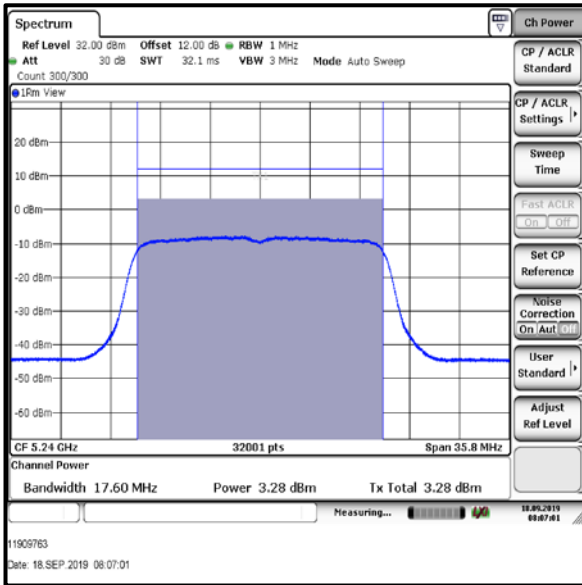 Spectrum
Ref Level 32.00 dBm Offset 12.00 dB RBW 1 MHz
Att 30 dB SWT 32.1 ms VBW 3 MHz Mode Auto Sweep
Count 300/300
1Rm View
20 dBm
10 dBm
0 dBm
-10 dBm
-20 dBm
-30 dBm
-40 dBm
-50 dBm
-60 dBm
CF 5.24 GHz 32001 pts Span 35.8 MHz
Channel Power
Bandwidth 17.60 MHz Power 3.28 dBm Tx Total 3.28 dBm
Measuring... 18.09.2019
08:07:01
Ch Power
CP / ACLR
Standard
CP / ACLR
Settings
Sweep
Time
Fast ACLR
On Off
Set CP
Reference
Noise
Correction
On Aut Off
User
Standard
Adjust
Ref Level
11909763
Date: 18.SEP.2019 08:07:01